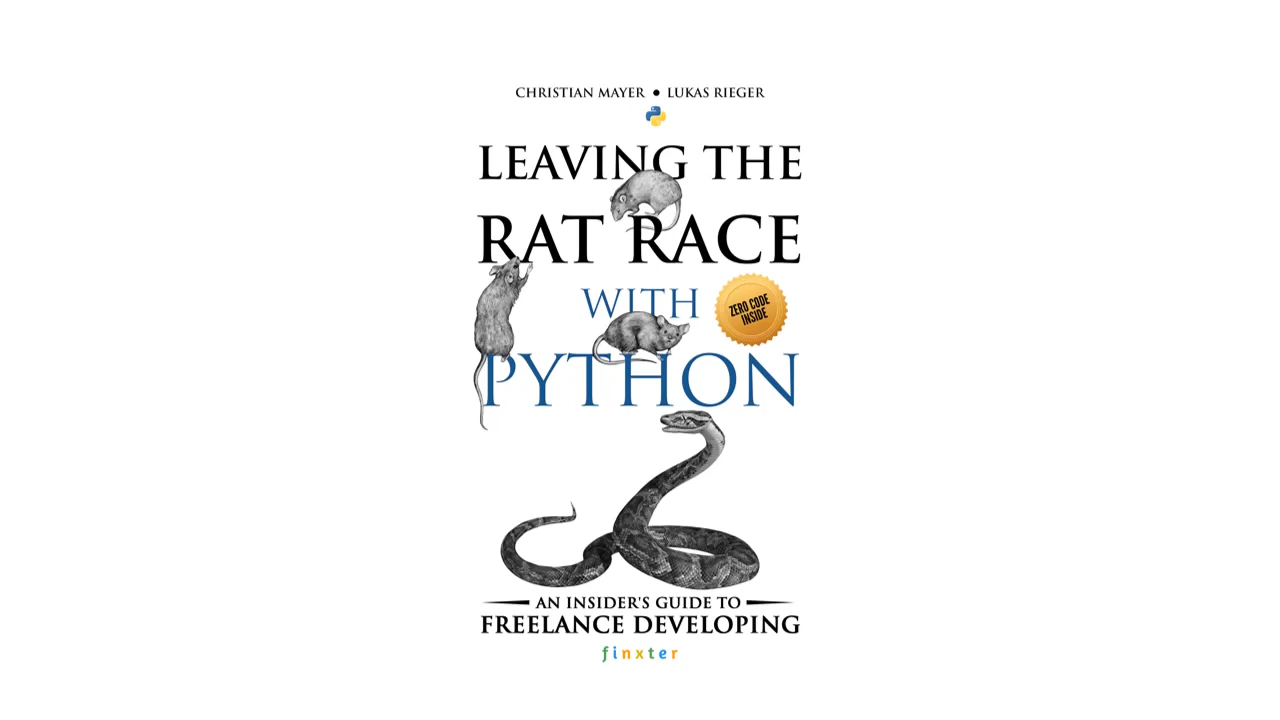 CHRISTIAN MAYER ● LUKAS RIEGER
LEAVING THE
RAT RACE
WITH
ZERO CODE
INSIDE
PYTHON
AN INSIDER'S GUIDE TO
FREELANCE DEVELOPING
finxter